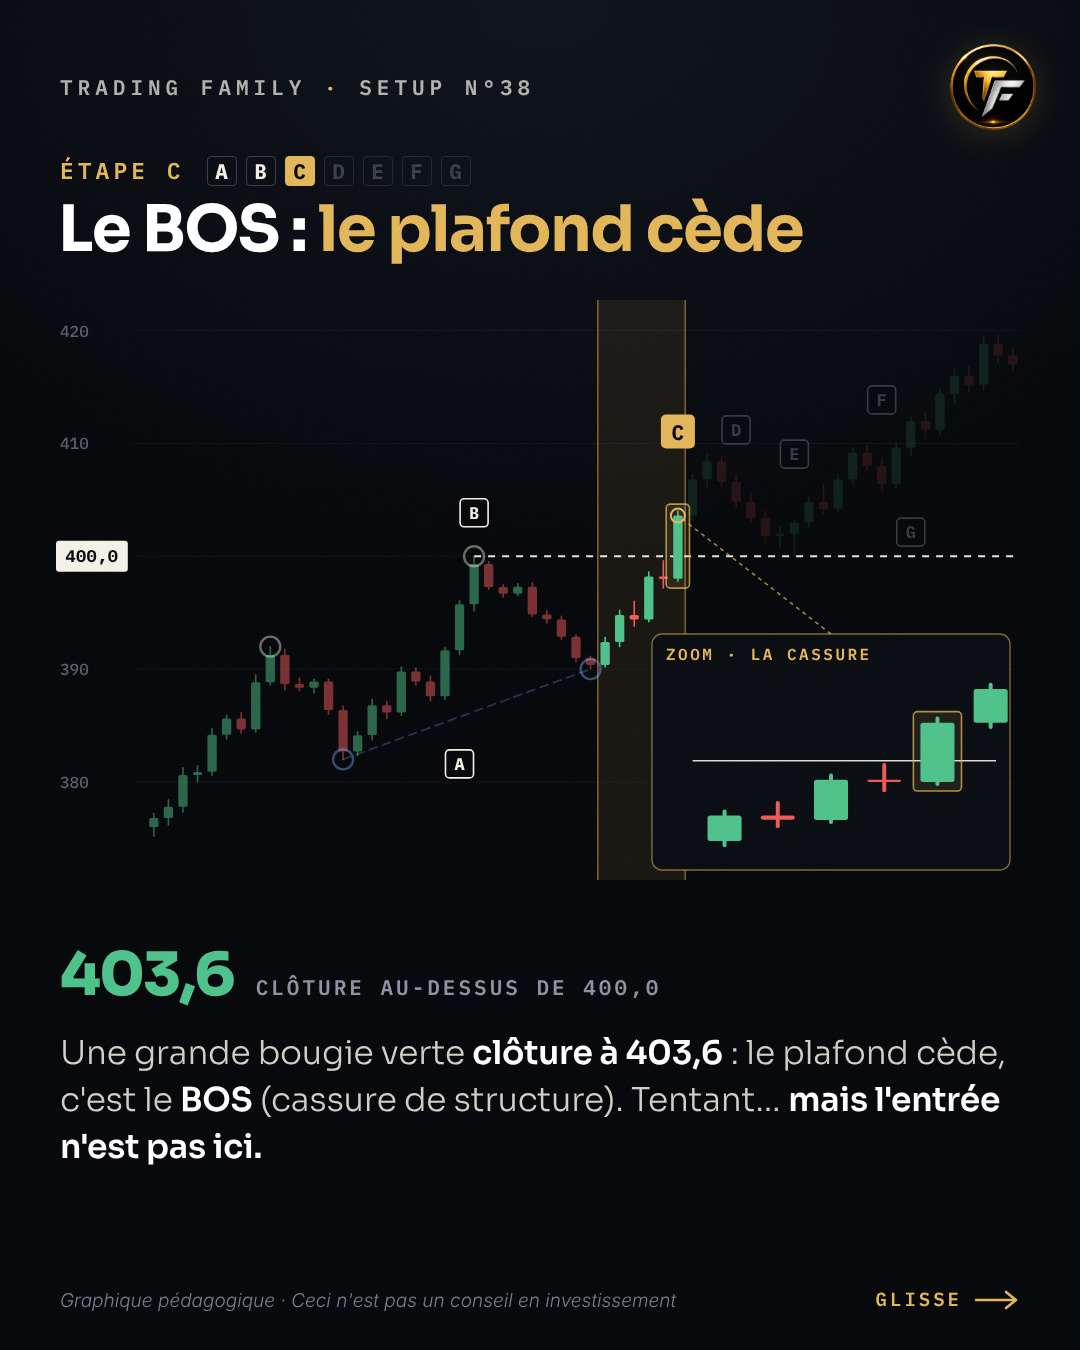 TRADING FAMILY · SETUP N°38
TF
ÉTAPE C A B C D E F G
Le BOS : le plafond cède
420
410
400,0
390
380
B
A
C
D
E
F
G
ZOOM · LA CASSURE
403,6 CLÔTURE AU-DESSUS DE 400,0
Une grande bougie verte clôture à 403,6 : le plafond cède,
c'est le BOS (cassure de structure). Tentant... mais l'entrée
n'est pas ici.
Graphique pédagogique · Ceci n'est pas un conseil en investissement
GLISSE →